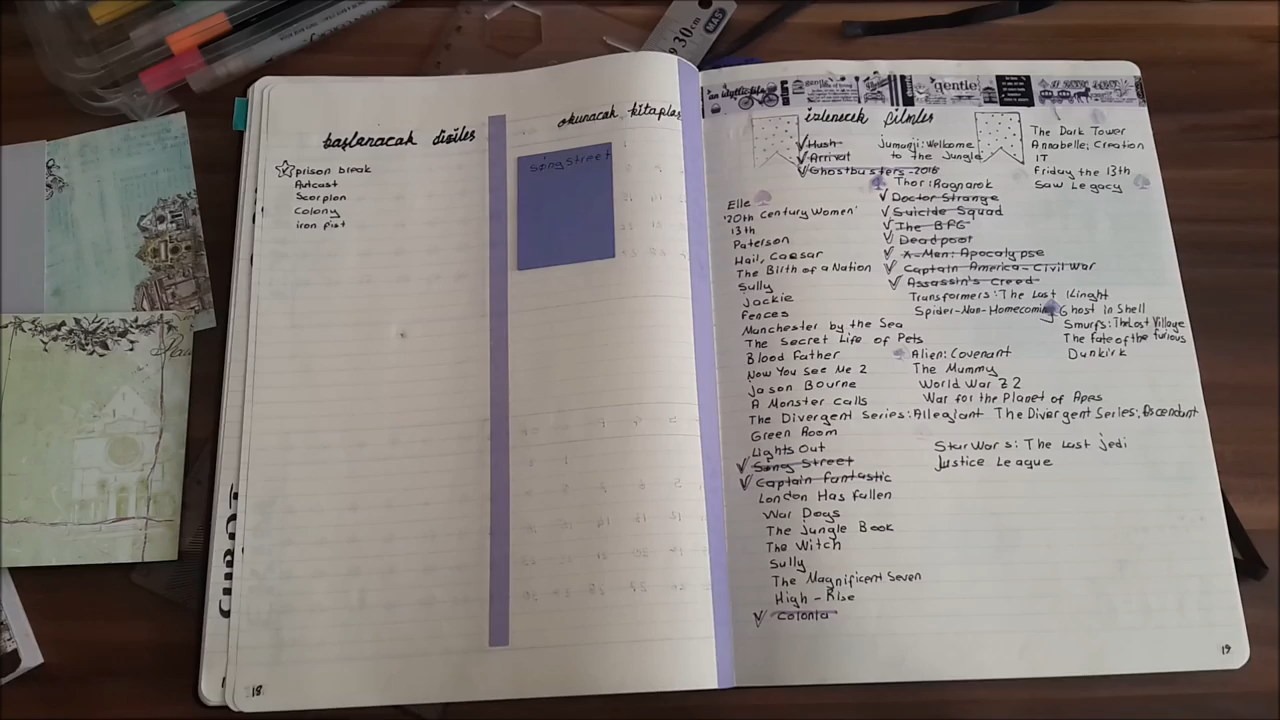 30cm
MAS
başlanacak diziler
prison break
Autcast
Scorpion
Colony
iron fist
18
okunacak kitaplar
sing street
an idyllic life
gentle
izlenecek filmler
Hush
Arrival
Ghostbusters-2016
Jumanji: Welcome
to the Jungle
The Dark Tower
Annabelle; Creation
IT
Friday the 13th
Saw Legacy
Elle
'20th Century Women'
13th
Paterson
Hail, Caesar
The Birth of a Nation
Sully
Jackie
Fences
Manchester by the Sea
The Secret Life of Pets
Blood Father
Now You See Me 2
Jason Bourne
A Monster Calls
The Divergent Series: Allegiant The Divergent Series; Ascendant
Green Room
Lights Out
Sing Street
Captain Fantastic
London Has Fallen
War Dogs
The Jungle Book
The Witch
Sully
The Magnificent Seven
High-Rise
Colonia
Thor: Ragnarok
Doctor Strange
Suicide Squad
The BFG
Deadpool
X-Men: Apocalypse
Captain America-Civil War
Assassin's Creed
Transformers: The Last Kinght
Spider-Man-Homecoming
Ghost in Shell
Smurfs: The Lost Village
The Fate of the furious
Dunkirk
Alien: Covenant
The Mummy
World War Z 2
War for the Planet of Apes
Star Wars: The Last jedi
Justice League
19